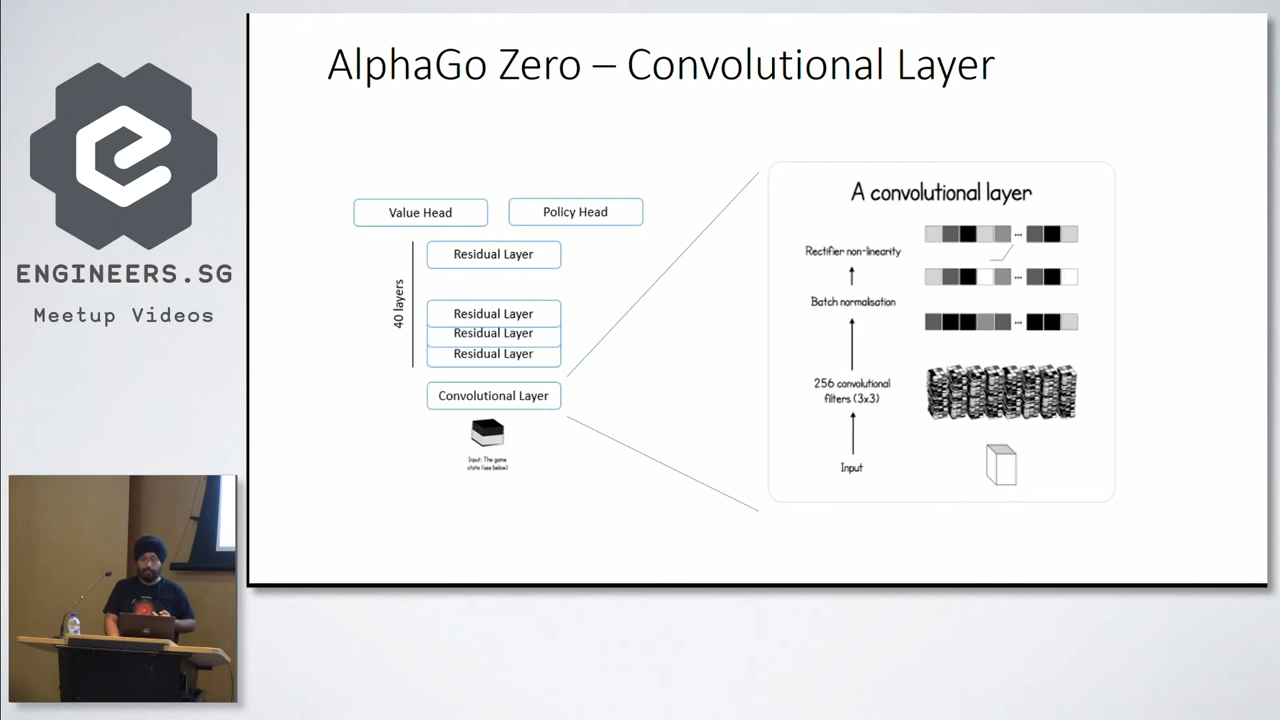 AlphaGo Zero – Convolutional Layer
ENGINEERS.SG
Meetup Videos
Value Head
Policy Head
40 layers
Residual Layer
Residual Layer
Residual Layer
Residual Layer
Convolutional Layer
Input: The game
state (see below)
A convolutional layer
Rectifier non-linearity
...
Batch normalisation
...
...
256 convolutional
filters (3x3)
Input